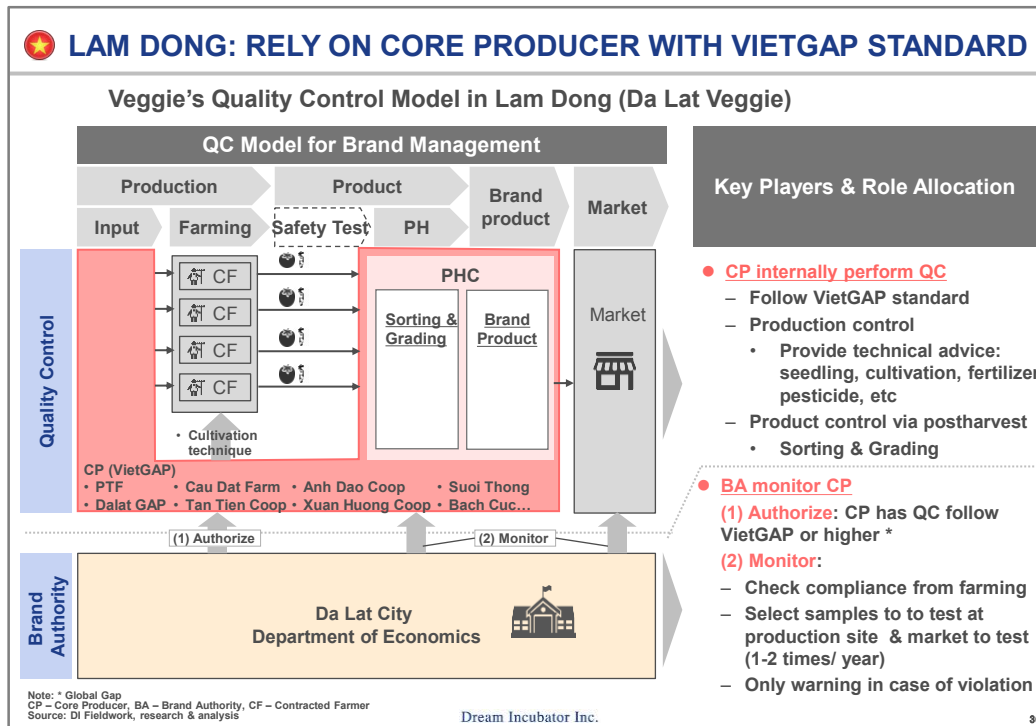 LAM DONG: RELY ON CORE PRODUCER WITH VIETGAP STANDARD
Veggie's Quality Control Model in Lam Dong (Da Lat Veggie)
QC Model for Brand Management
Production
Product
Brand
product
Market
Input
Farming
Safety Test
PH
Key Players & Role Allocation
Quality Control
CF
CF
CF
CF
• Cultivation
technique
PHC
Sorting &
Grading
Brand
Product
Market
CP (VietGAP)
• PTF • Cau Dat Farm • Anh Dao Coop • Suoi Thong
• Dalat GAP • Tan Tien Coop • Xuan Huong Coop • Bach Cuc…
● CP internally perform QC
– Follow VietGAP standard
– Production control
• Provide technical advice:
seedling, cultivation, fertilizer
pesticide, etc
– Product control via postharvest
• Sorting & Grading
(1) Authorize
(2) Monitor
Brand
Authority
Da Lat City
Department of Economics
● BA monitor CP
(1) Authorize: CP has QC follow
VietGAP or higher *
(2) Monitor:
– Check compliance from farming
– Select samples to to test at
production site & market to test
(1-2 times/ year)
– Only warning in case of violation
Note: * Global Gap
CP – Core Producer, BA – Brand Authority, CF – Contracted Farmer
Source: DI Fieldwork, research & analysis
Dream Incubator Inc.